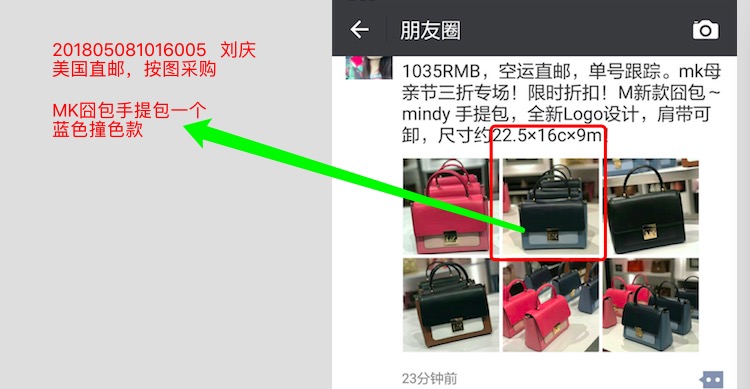 201805081016005 刘庆
美国直邮，按图采购
MK囧包手提包一个
蓝色撞色款
朋友圈
1035RMB，空运直邮，单号跟踪。mk母
亲节三折专场！限时折扣！M新款囧包~
mindy 手提包，全新Logo设计，肩带可
卸，尺寸约22.5×16c×9m
23分钟前